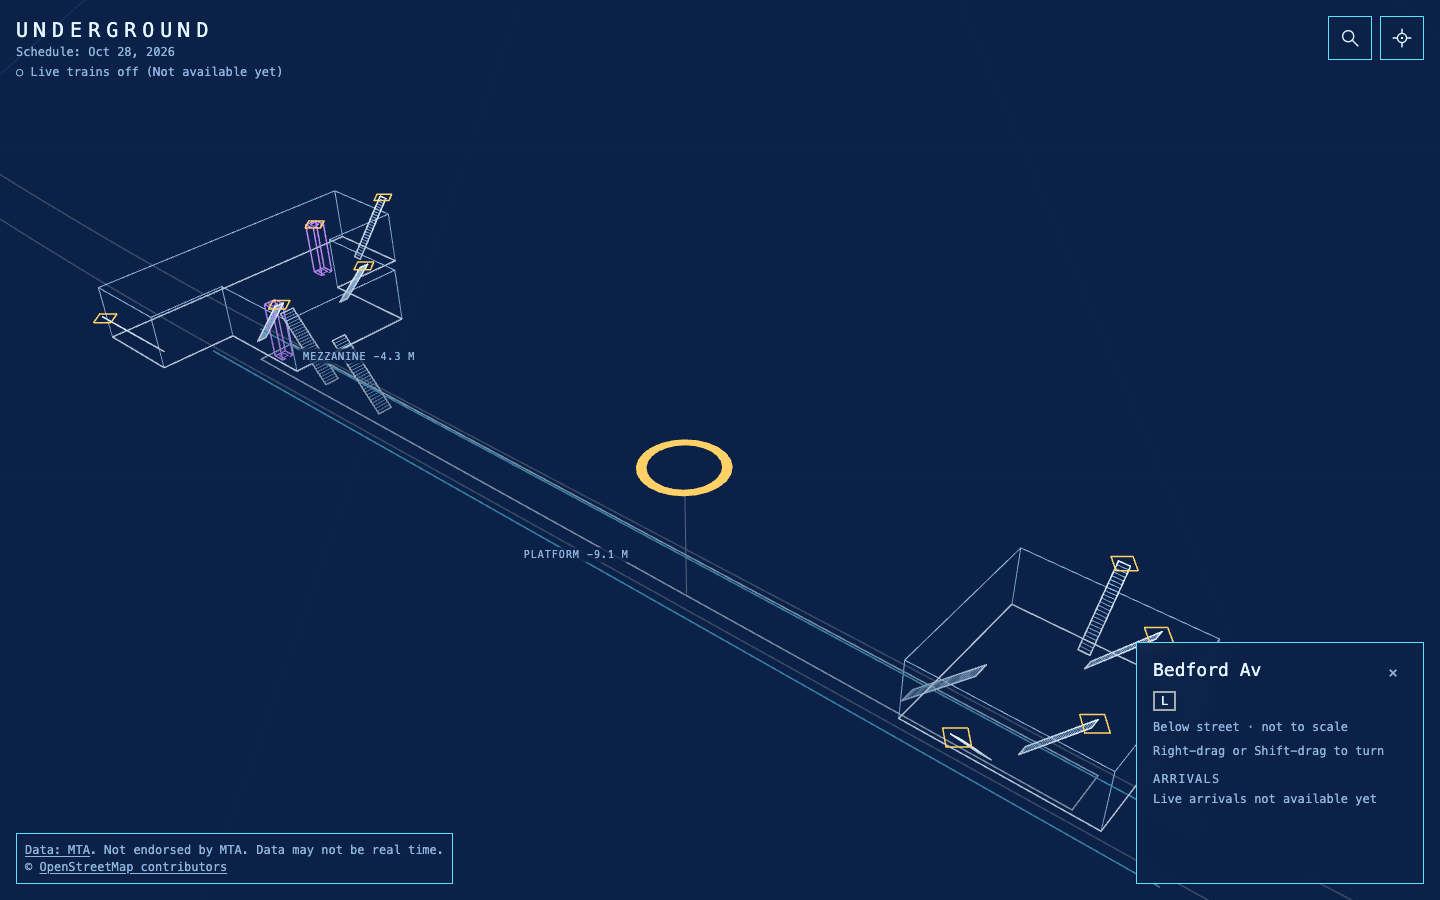 UNDERGROUND
Schedule: Oct 28, 2026
Live trains off (Not available yet)
MEZZANINE −4.3 M
PLATFORM −9.1 M
Bedford Av
×
L
Below street · not to scale
Right-drag or Shift-drag to turn
ARRIVALS
Live arrivals not available yet
Data: MTA. Not endorsed by MTA. Data may not be real time.
© OpenStreetMap contributors